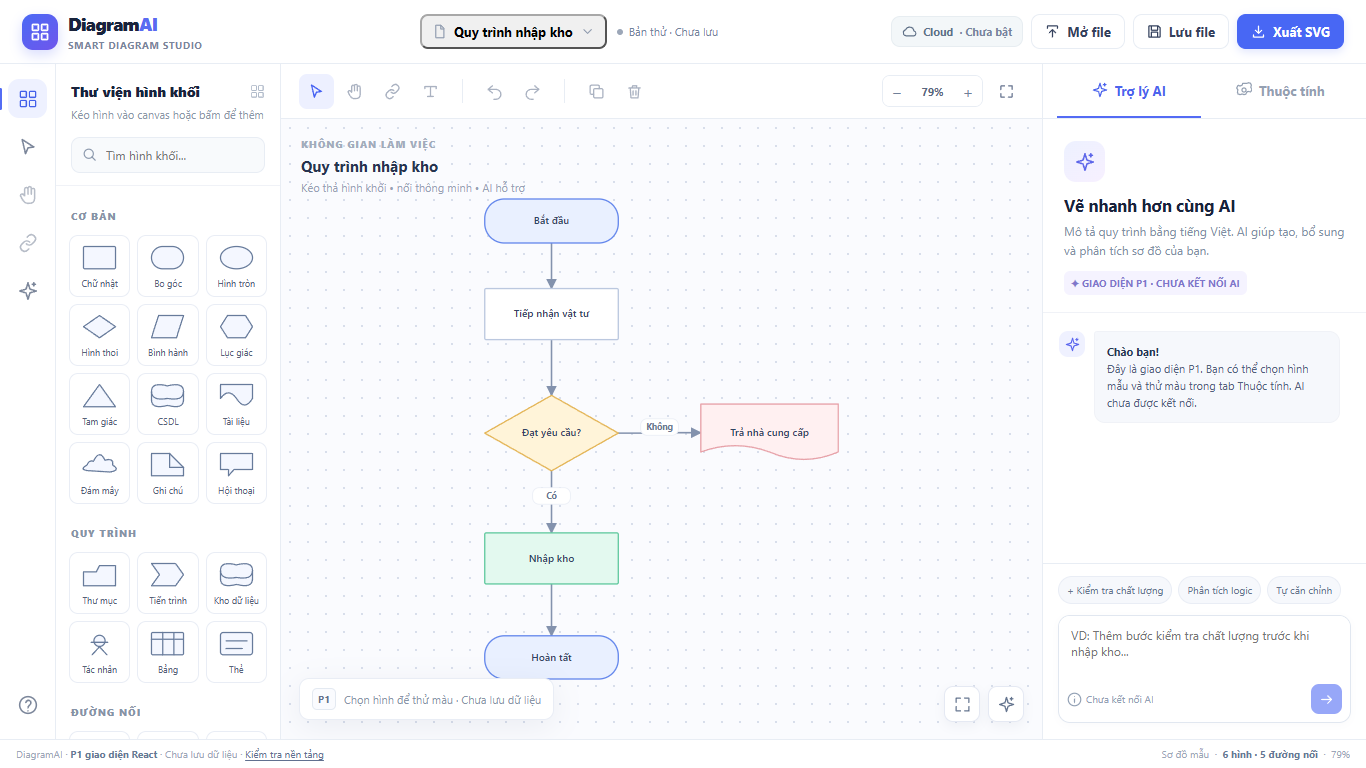 DiagramAI
SMART DIAGRAM STUDIO
Quy trình nhập kho
Bản thử · Chưa lưu
Cloud · Chưa bật
Mở file
Lưu file
Xuất SVG
Thư viện hình khối
Kéo hình vào canvas hoặc bấm để thêm
Tìm hình khối...
CƠ BẢN
Chữ nhật
Bo góc
Hình tròn
Hình thoi
Bình hành
Lục giác
Tam giác
CSDL
Tài liệu
Đám mây
Ghi chú
Hội thoại
QUY TRÌNH
Thư mục
Tiến trình
Kho dữ liệu
Tác nhân
Bảng
Thẻ
ĐƯỜNG NỐI
79%
KHÔNG GIAN LÀM VIỆC
Quy trình nhập kho
Kéo thả hình khối • nối thông minh • AI hỗ trợ
Bắt đầu
Tiếp nhận vật tư
Đạt yêu cầu?
Không
Trả nhà cung cấp
Có
Nhập kho
Hoàn tất
P1 Chọn hình để thử màu · Chưa lưu dữ liệu
Trợ lý AI
Thuộc tính
Vẽ nhanh hơn cùng AI
Mô tả quy trình bằng tiếng Việt. AI giúp tạo, bổ sung
và phân tích sơ đồ của bạn.
✦ GIAO DIỆN P1 · CHƯA KẾT NỐI AI
Chào bạn!
Đây là giao diện P1. Bạn có thể chọn hình
mẫu và thử màu trong tab Thuộc tính. AI
chưa được kết nối.
+ Kiểm tra chất lượng
Phân tích logic
Tự căn chỉnh
VD: Thêm bước kiểm tra chất lượng trước khi
nhập kho...
Chưa kết nối AI
DiagramAI · P1 giao diện React · Chưa lưu dữ liệu · Kiểm tra nền tảng
Sơ đồ mẫu · 6 hình · 5 đường nối · 79%